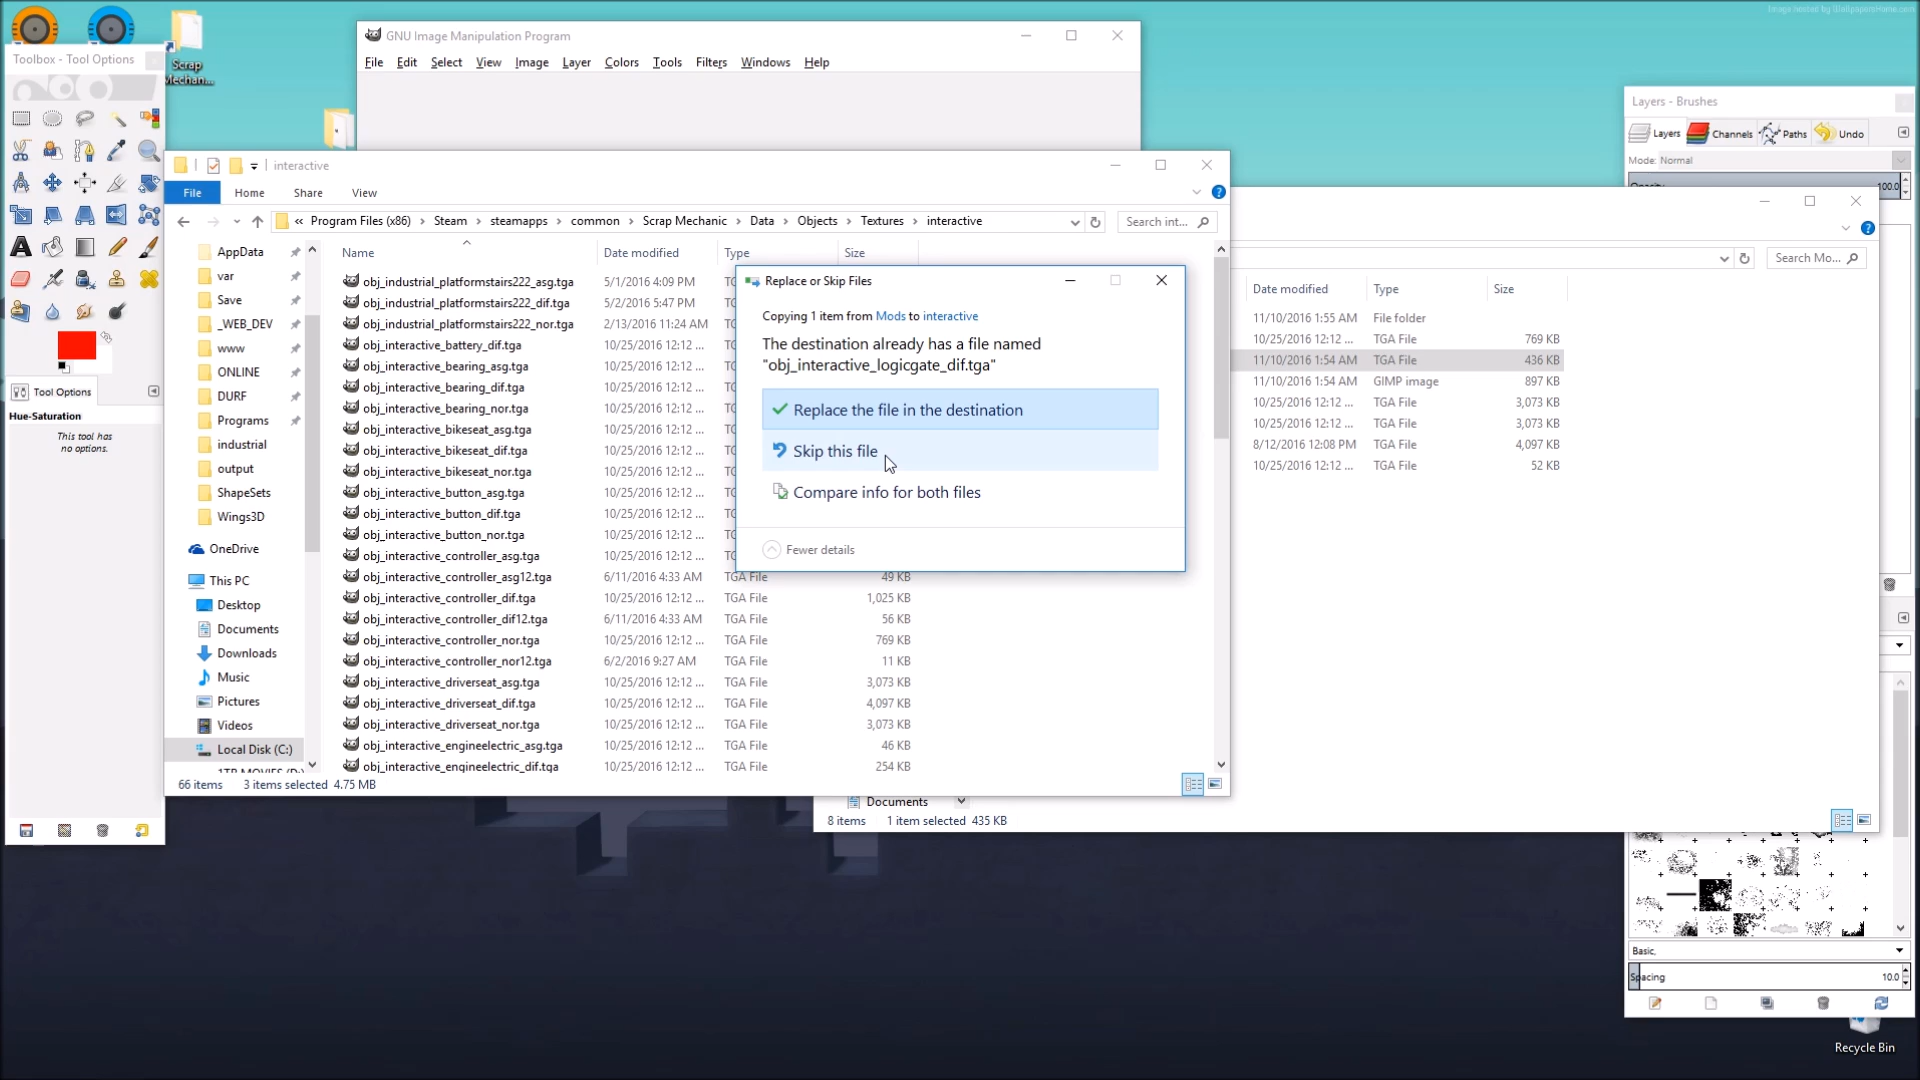 Image hosted by WallpapersHome.com
Scrap
Mechan...
Toolbox - Tool Options
Tool Options
Hue-Saturation
This tool has
no options.
GNU Image Manipulation Program
File Edit Select View Image Layer Colors Tools Filters Windows Help
interactive
File Home Share View
« Program Files (x86) Steam steamapps common Scrap Mechanic Data Objects Textures interactive
Search int...
AppData
var
Save
_WEB_DEV
www
ONLINE
DURF
Programs
industrial
output
ShapeSets
Wings3D
OneDrive
This PC
Desktop
Documents
Downloads
Music
Pictures
Videos
Local Disk (C:)
1TB MOVIES (D:)
Name Date modified Type Size
obj_industrial_platformstairs222_asg.tga 5/1/2016 4:09 PM
obj_industrial_platformstairs222_dif.tga 5/2/2016 5:47 PM
obj_industrial_platformstairs222_nor.tga 2/13/2016 11:24 AM
obj_interactive_battery_dif.tga 10/25/2016 12:12 ...
obj_interactive_bearing_asg.tga 10/25/2016 12:12 ...
obj_interactive_bearing_dif.tga 10/25/2016 12:12 ...
obj_interactive_bearing_nor.tga 10/25/2016 12:12 ...
obj_interactive_bikeseat_asg.tga 10/25/2016 12:12 ...
obj_interactive_bikeseat_dif.tga 10/25/2016 12:12 ...
obj_interactive_bikeseat_nor.tga 10/25/2016 12:12 ...
obj_interactive_button_asg.tga 10/25/2016 12:12 ...
obj_interactive_button_dif.tga 10/25/2016 12:12 ...
obj_interactive_button_nor.tga 10/25/2016 12:12 ...
obj_interactive_controller_asg.tga 10/25/2016 12:12 ...
obj_interactive_controller_asg12.tga 6/11/2016 4:33 AM TGA File 49 KB
obj_interactive_controller_dif.tga 10/25/2016 12:12 ... TGA File 1,025 KB
obj_interactive_controller_dif12.tga 6/11/2016 4:33 AM TGA File 56 KB
obj_interactive_controller_nor.tga 10/25/2016 12:12 ... TGA File 769 KB
obj_interactive_controller_nor12.tga 6/2/2016 9:27 AM TGA File 11 KB
obj_interactive_driverseat_asg.tga 10/25/2016 12:12 ... TGA File 3,073 KB
obj_interactive_driverseat_dif.tga 10/25/2016 12:12 ... TGA File 4,097 KB
obj_interactive_driverseat_nor.tga 10/25/2016 12:12 ... TGA File 3,073 KB
obj_interactive_engineelectric_asg.tga 10/25/2016 12:12 ... TGA File 46 KB
obj_interactive_engineelectric_dif.tga 10/25/2016 12:12 ... TGA File 254 KB
66 items 3 items selected 4.75 MB
Replace or Skip Files
Copying 1 item from Mods to interactive
The destination already has a file named
"obj_interactive_logicgate_dif.tga"
Replace the file in the destination
Skip this file
Compare info for both files
Fewer details
Search Mo...
Date modified Type Size
11/10/2016 1:55 AM File folder
10/25/2016 12:12 ... TGA File 769 KB
11/10/2016 1:54 AM TGA File 436 KB
11/10/2016 1:54 AM GIMP image 897 KB
10/25/2016 12:12 ... TGA File 3,073 KB
10/25/2016 12:12 ... TGA File 3,073 KB
8/12/2016 12:08 PM TGA File 4,097 KB
10/25/2016 12:12 ... TGA File 52 KB
Documents
8 items 1 item selected 435 KB
Layers - Brushes
Layers Channels Paths Undo
Mode: Normal
Opacity 100.0
Basic,
Spacing 10.0
Recycle Bin